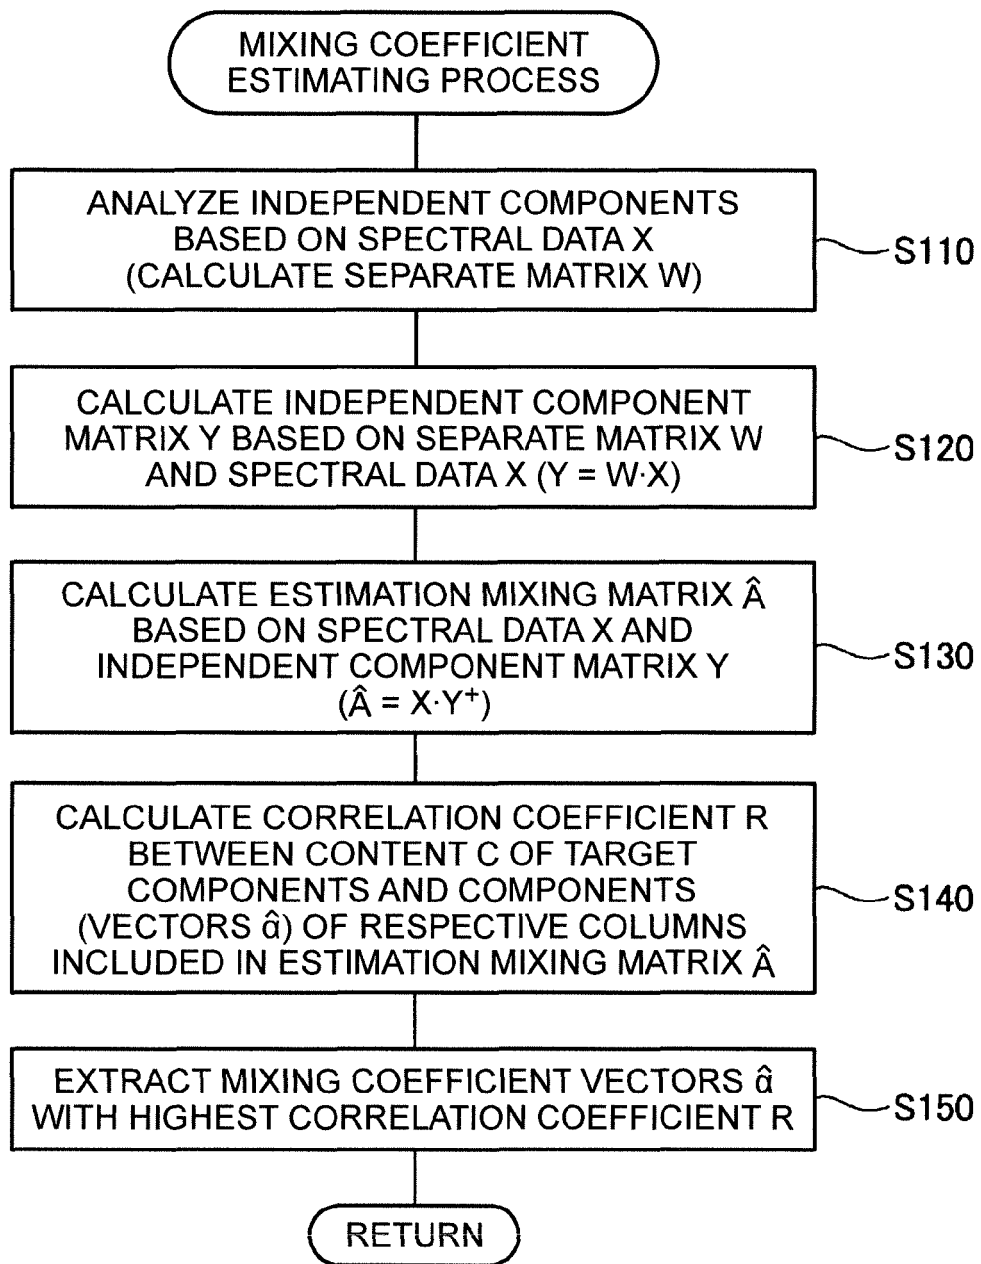 MIXING COEFFICIENT
ESTIMATING PROCESS
ANALYZE INDEPENDENT COMPONENTS
BASED ON SPECTRAL DATA X
(CALCULATE SEPARATE MATRIX W)
S110
CALCULATE INDEPENDENT COMPONENT
MATRIX Y BASED ON SEPARATE MATRIX W
AND SPECTRAL DATA X (Y = W·X)
S120
CALCULATE ESTIMATION MIXING MATRIX Â
BASED ON SPECTRAL DATA X AND
INDEPENDENT COMPONENT MATRIX Y
(Â = X·Y⁺)
S130
CALCULATE CORRELATION COEFFICIENT R
BETWEEN CONTENT C OF TARGET
COMPONENTS AND COMPONENTS
(VECTORS α̂) OF RESPECTIVE COLUMNS
INCLUDED IN ESTIMATION MIXING MATRIX Â
S140
EXTRACT MIXING COEFFICIENT VECTORS α̂
WITH HIGHEST CORRELATION COEFFICIENT R
S150
RETURN